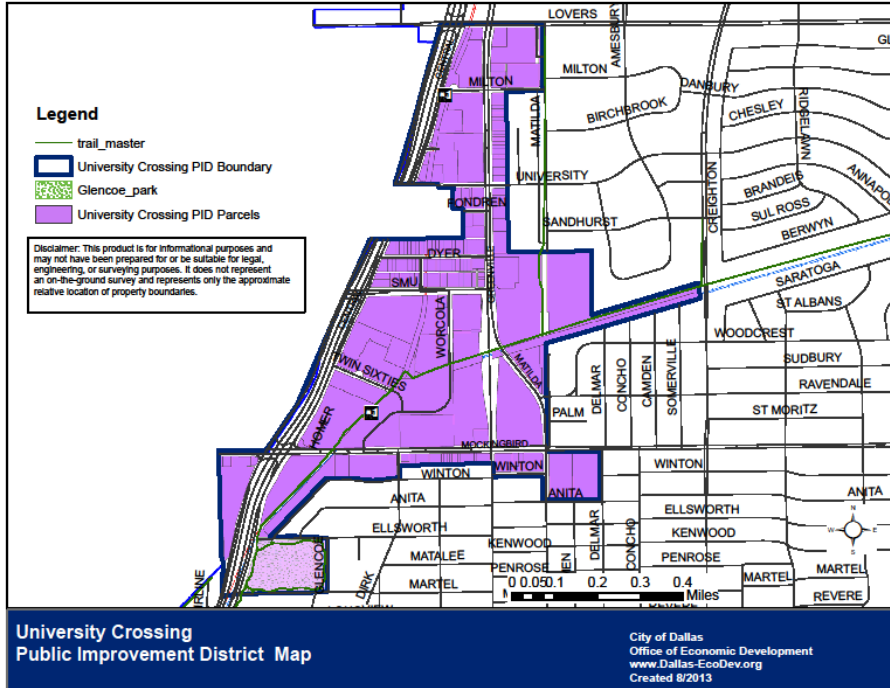 LOVERS
AMESBURY
MILTON
MILTON
DANBURY
BIRCHBROOK
CHESLEY
RIDGELAWN
MATILDA
UNIVERSITY
BRANDEIS
SUL ROSS
BERWYN
CREIGHTON
FONDREN
SANDHURST
Legend
trail_master
University Crossing PID Boundary
Glencoe_park
University Crossing PID Parcels
Disclaimer: This product is for informational purposes and
may not have been prepared for or be suitable for legal,
engineering, or surveying purposes. It does not represent
an on-the-ground survey and represents only the approximate
relative location of property boundaries.
DYER
SMU
SARATOGA
ST ALBANS
WORCOLA
WOODCREST
SUDBURY
TWIN SIXTIES
MATILDA
RAVENDALE
PALM
DELMAR
CONCHO
CAMDEN
SOMERVILLE
ST MORITZ
HOMER
MOCKINGBIRD
WINTON
WINTON
WINTON
ANITA
ANITA
ANITA
ELLSWORTH
ELLSWORTH
KENWOOD
KENWOOD
DELMAR
CONCHO
MATALEE
PENROSE
PENROSE
GLENCOE
DIRK
MARTEL
MARTEL
MARTEL
REVERE
N
W E
S
0 0.05 0.1 0.2 0.3 0.4
Miles
University Crossing
Public Improvement District Map
City of Dallas
Office of Economic Development
www.Dallas-EcoDev.org
Created 8/2013